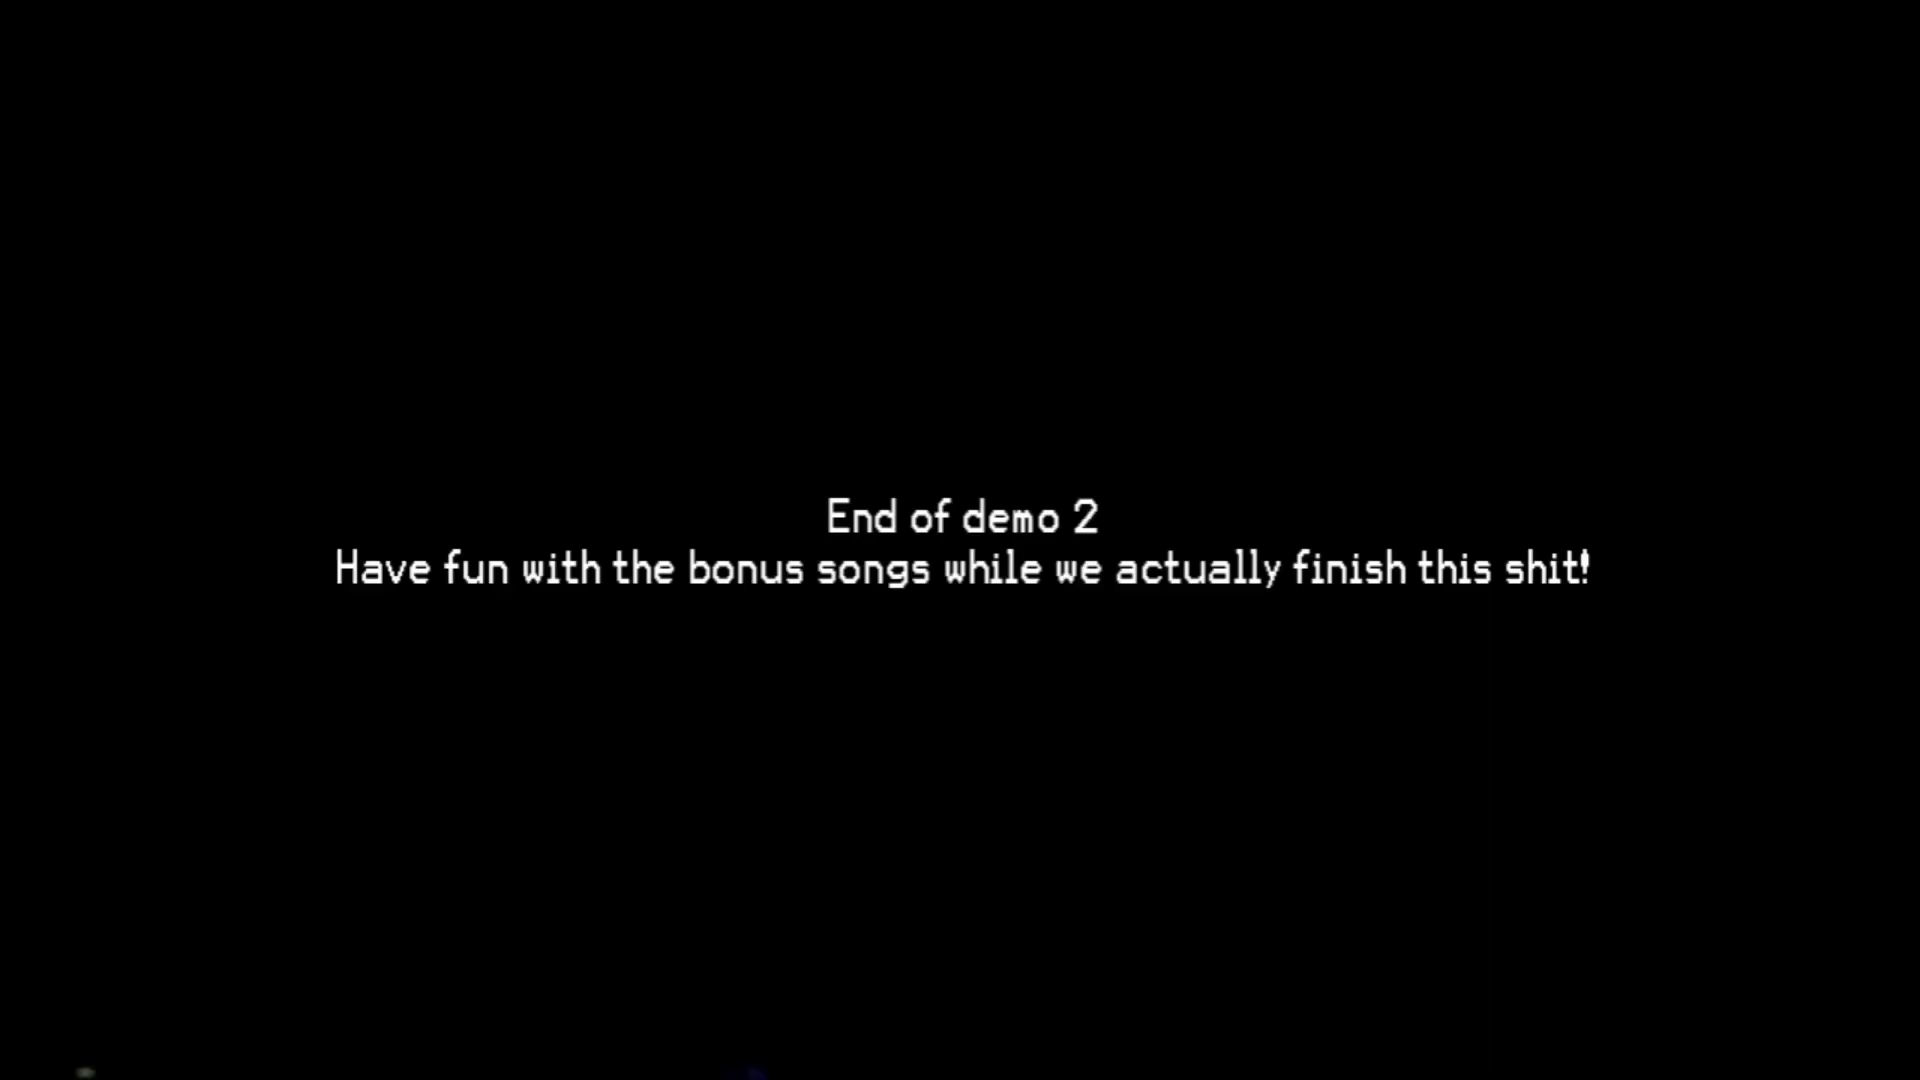 End of demo 2
Have fun with the bonus songs while we actually finish this shit!